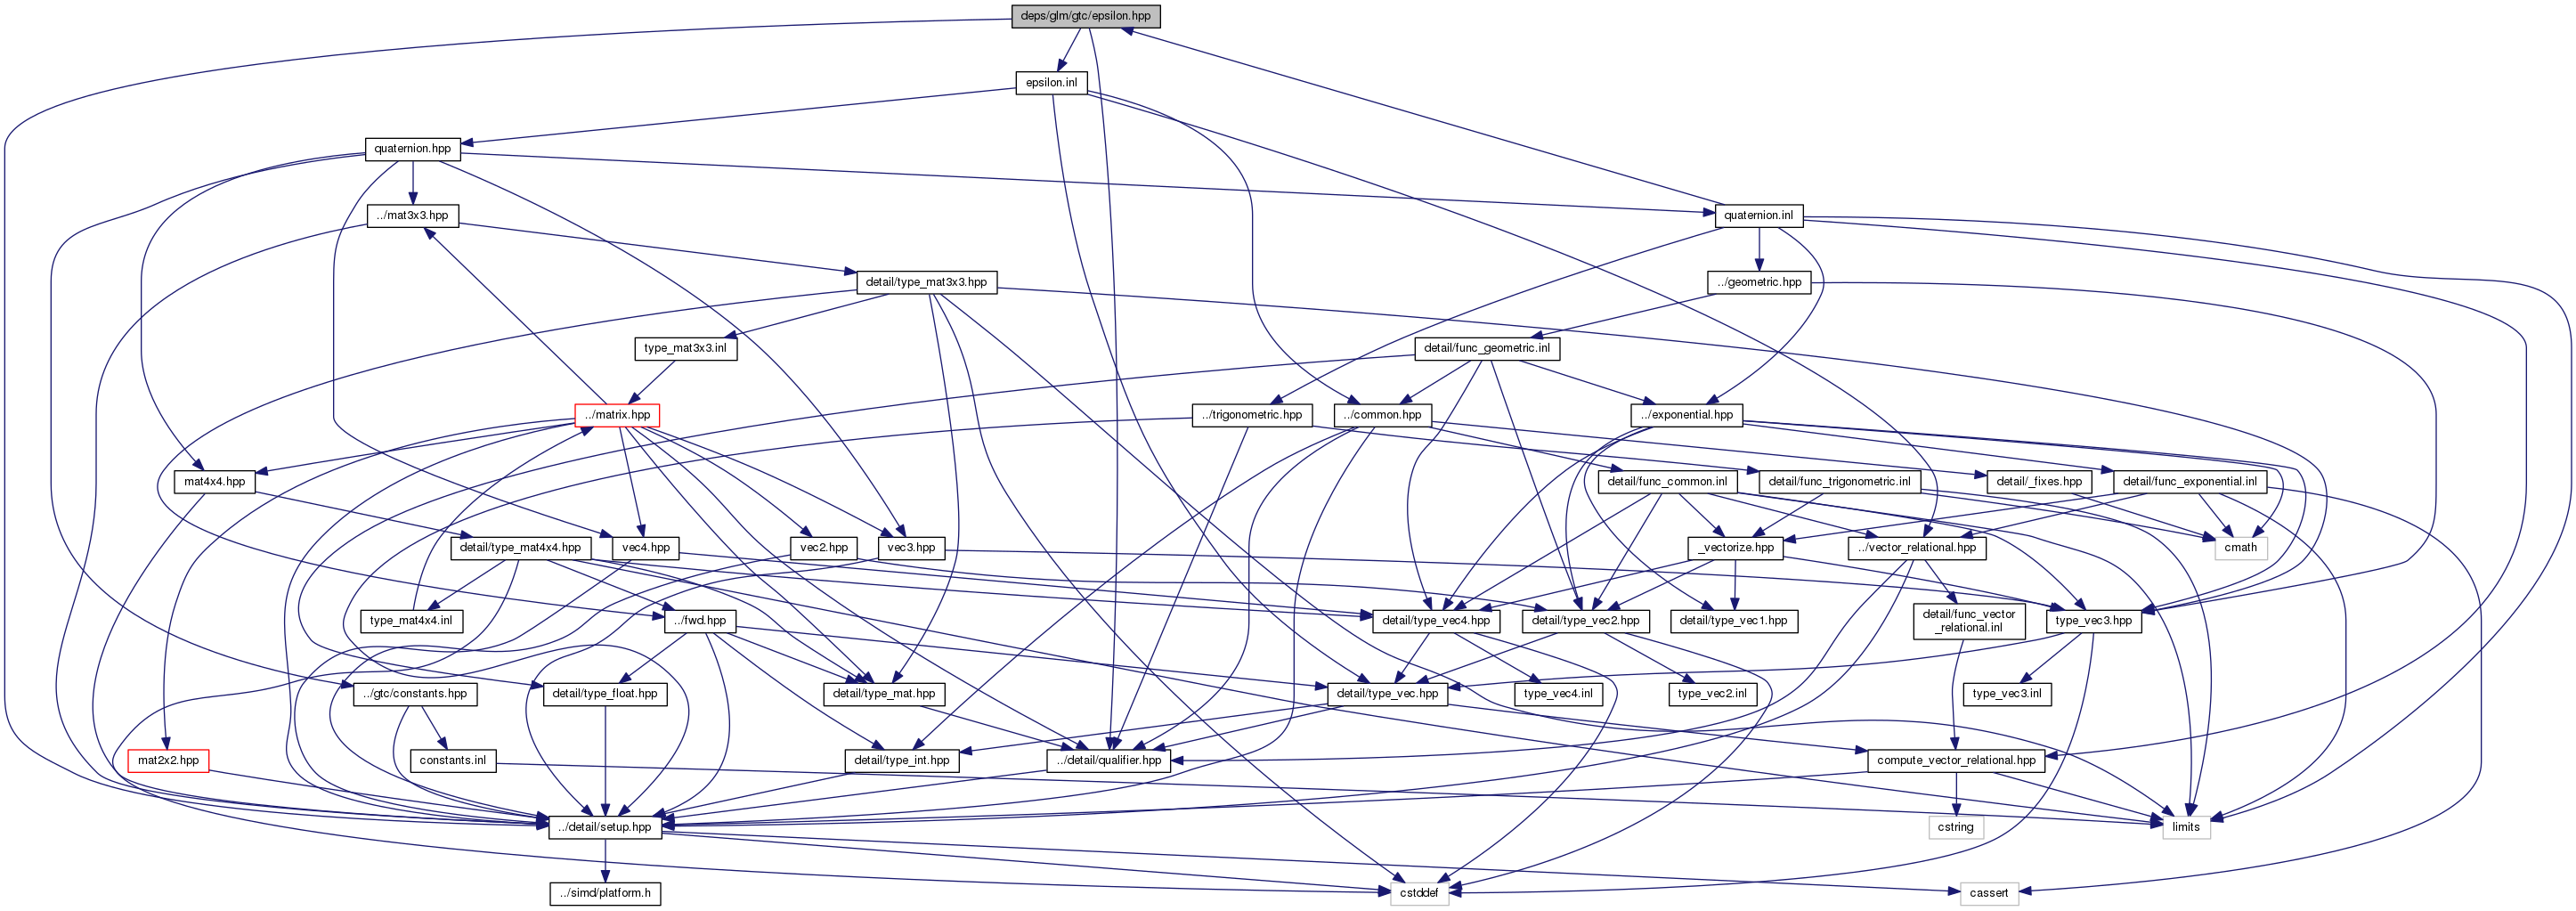 deps/glm/gtc/epsilon.hpp
epsilon.inl
quaternion.hpp
../mat3x3.hpp
quaternion.inl
detail/type_mat3x3.hpp
../geometric.hpp
type_mat3x3.inl
detail/func_geometric.inl
../matrix.hpp
../trigonometric.hpp
../common.hpp
../exponential.hpp
mat4x4.hpp
detail/func_common.inl
detail/func_trigonometric.inl
detail/_fixes.hpp
detail/func_exponential.inl
detail/type_mat4x4.hpp
vec4.hpp
vec2.hpp
vec3.hpp
_vectorize.hpp
../vector_relational.hpp
cmath
type_mat4x4.inl
../fwd.hpp
detail/type_vec4.hpp
detail/type_vec2.hpp
detail/type_vec1.hpp
detail/func_vector
_relational.inl
type_vec3.hpp
../gtc/constants.hpp
detail/type_float.hpp
detail/type_mat.hpp
detail/type_vec.hpp
type_vec4.inl
type_vec2.inl
type_vec3.inl
mat2x2.hpp
constants.inl
detail/type_int.hpp
../detail/qualifier.hpp
compute_vector_relational.hpp
../detail/setup.hpp
cstring
limits
../simd/platform.h
cstddef
cassert